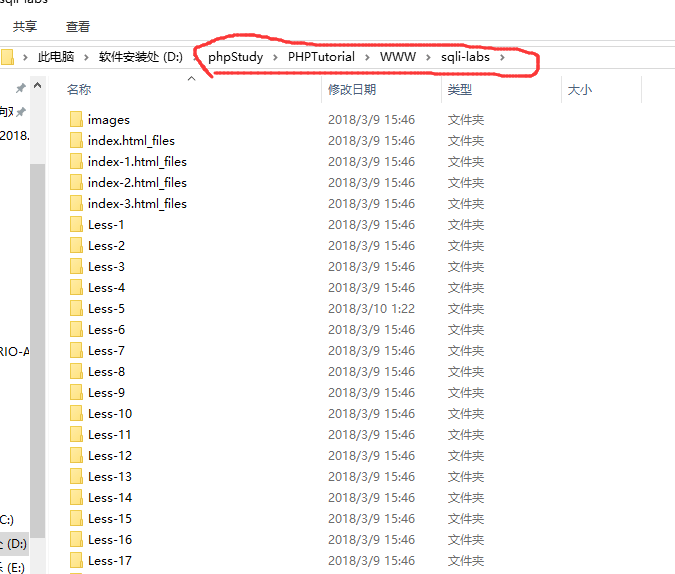 sqli-labs
共享 查看
此电脑 软件安装处 (D:) phpStudy PHPTutorial WWW sqli-labs
名称 修改日期 类型 大小
images 2018/3/9 15:46 文件夹
index.html_files 2018/3/9 15:46 文件夹
index-1.html_files 2018/3/9 15:46 文件夹
index-2.html_files 2018/3/9 15:46 文件夹
index-3.html_files 2018/3/9 15:46 文件夹
Less-1 2018/3/9 15:46 文件夹
Less-2 2018/3/9 15:46 文件夹
Less-3 2018/3/9 15:46 文件夹
Less-4 2018/3/9 15:46 文件夹
Less-5 2018/3/10 1:22 文件夹
Less-6 2018/3/9 15:46 文件夹
Less-7 2018/3/9 15:46 文件夹
Less-8 2018/3/9 15:46 文件夹
Less-9 2018/3/9 15:46 文件夹
Less-10 2018/3/9 15:46 文件夹
Less-11 2018/3/9 15:46 文件夹
Less-12 2018/3/9 15:46 文件夹
Less-13 2018/3/9 15:46 文件夹
Less-14 2018/3/9 15:46 文件夹
Less-15 2018/3/9 15:46 文件夹
Less-16 2018/3/9 15:46 文件夹
Less-17 2018/3/9 15:46 文件夹
向对
2018.
RIO-A
C:)
(D:)
(E:)